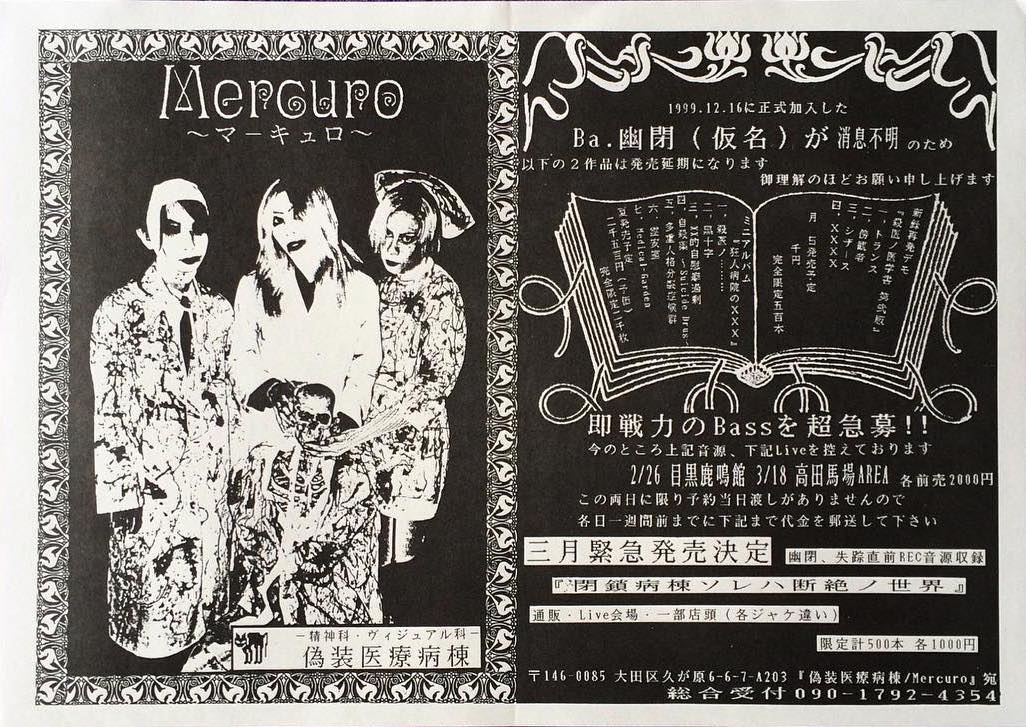 Mercuro
～マーキュロ～
－精神科・ヴィジュアル科－
偽装医療病棟
1999.12.16に正式加入した
Ba.幽閉(仮名)が 消息不明 のため
以下の2作品は発売延期になります
御理解のほどお願い申し上げます
新録再発デモ
『殺医ノ医学書 第弐版』
一、トランス
二、偽贓者
三、シザース
四、XXXX
月 日発売予定
千円、 完全限定五百本
ミニアルバム
『狂人病院のXXX』
一、殺医ノ……
二、黒十字
三、XX的自慰癖過剰
四、自殺薬 ～Suicide Drug～
五、多重人格分裂症候群
六、霊安室
七、Medical Garden
夏発売予定
二千五百円(予価) 完全限定二千枚
即戦力のBassを超急募!!
今のところ上記音源、下記Liveを控えております
2/26 目黒鹿鳴館 3/18 高田馬場AREA 各前売2000円
この両日に限り予約当日渡しがありませんので
各日一週間前までに下記まで代金を郵送して下さい
三月緊急発売決定 幽閉、失踪直前REC音源収録
『閉鎖病棟ソレハ断絶ノ世界』
通販・Live会場・一部店頭(各ジャケ違い)
限定計500本 各1000円
〒146-0085 大田区久が原6-6-7-A203 『偽装医療病棟/Mercuro』宛
総合受付 090-1792-4354